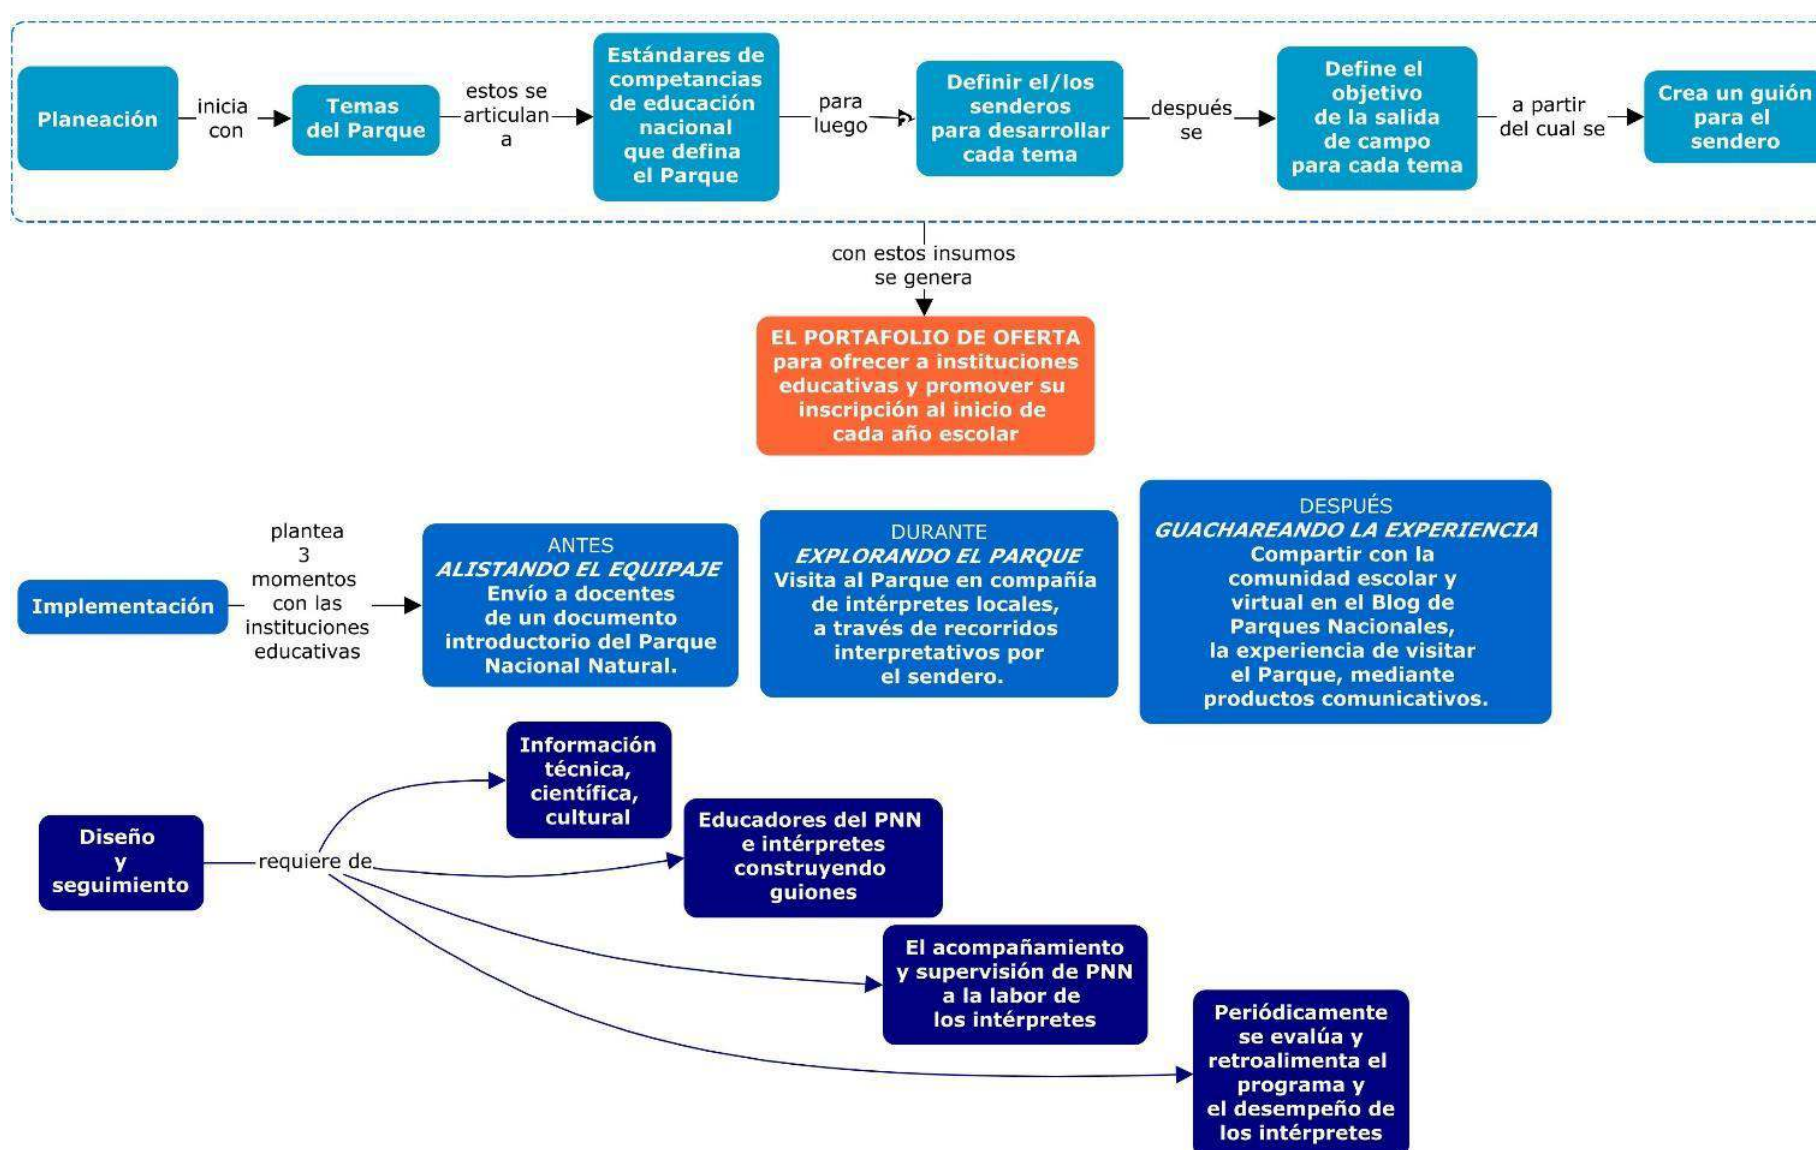 Planeación
inicia
con
Temas
del Parque
estos se
articulan
a
Estándares de
competancias
de educación
nacional
que defina
el Parque
para
luego
Definir el/los
senderos
para desarrollar
cada tema
después
se
Define el
objetivo
de la salida
de campo
para cada tema
a partir
del cual se
Crea un guión
para el
sendero
con estos insumos
se genera
EL PORTAFOLIO DE OFERTA
para ofrecer a instituciones
educativas y promover su
inscripción al inicio de
cada año escolar
Implementación
plantea
3
momentos
con las
instituciones
educativas
ANTES
ALISTANDO EL EQUIPAJE
Envío a docentes
de un documento
introductorio del Parque
Nacional Natural.
DURANTE
EXPLORANDO EL PARQUE
Visita al Parque en compañía
de intérpretes locales,
a través de recorridos
interpretativos por
el sendero.
DESPUÉS
GUACHAREANDO LA EXPERIENCIA
Compartir con la
comunidad escolar y
virtual en el Blog de
Parques Nacionales,
la experiencia de visitar
el Parque, mediante
productos comunicativos.
Diseño
y
seguimiento
requiere de
Información
técnica,
científica,
cultural
Educadores del PNN
e intérpretes
construyendo
guiones
El acompañamiento
y supervisión de PNN
a la labor de
los intérpretes
Periódicamente
se evalúa y
retroalimenta el
programa y
el desempeño de
los intérpretes